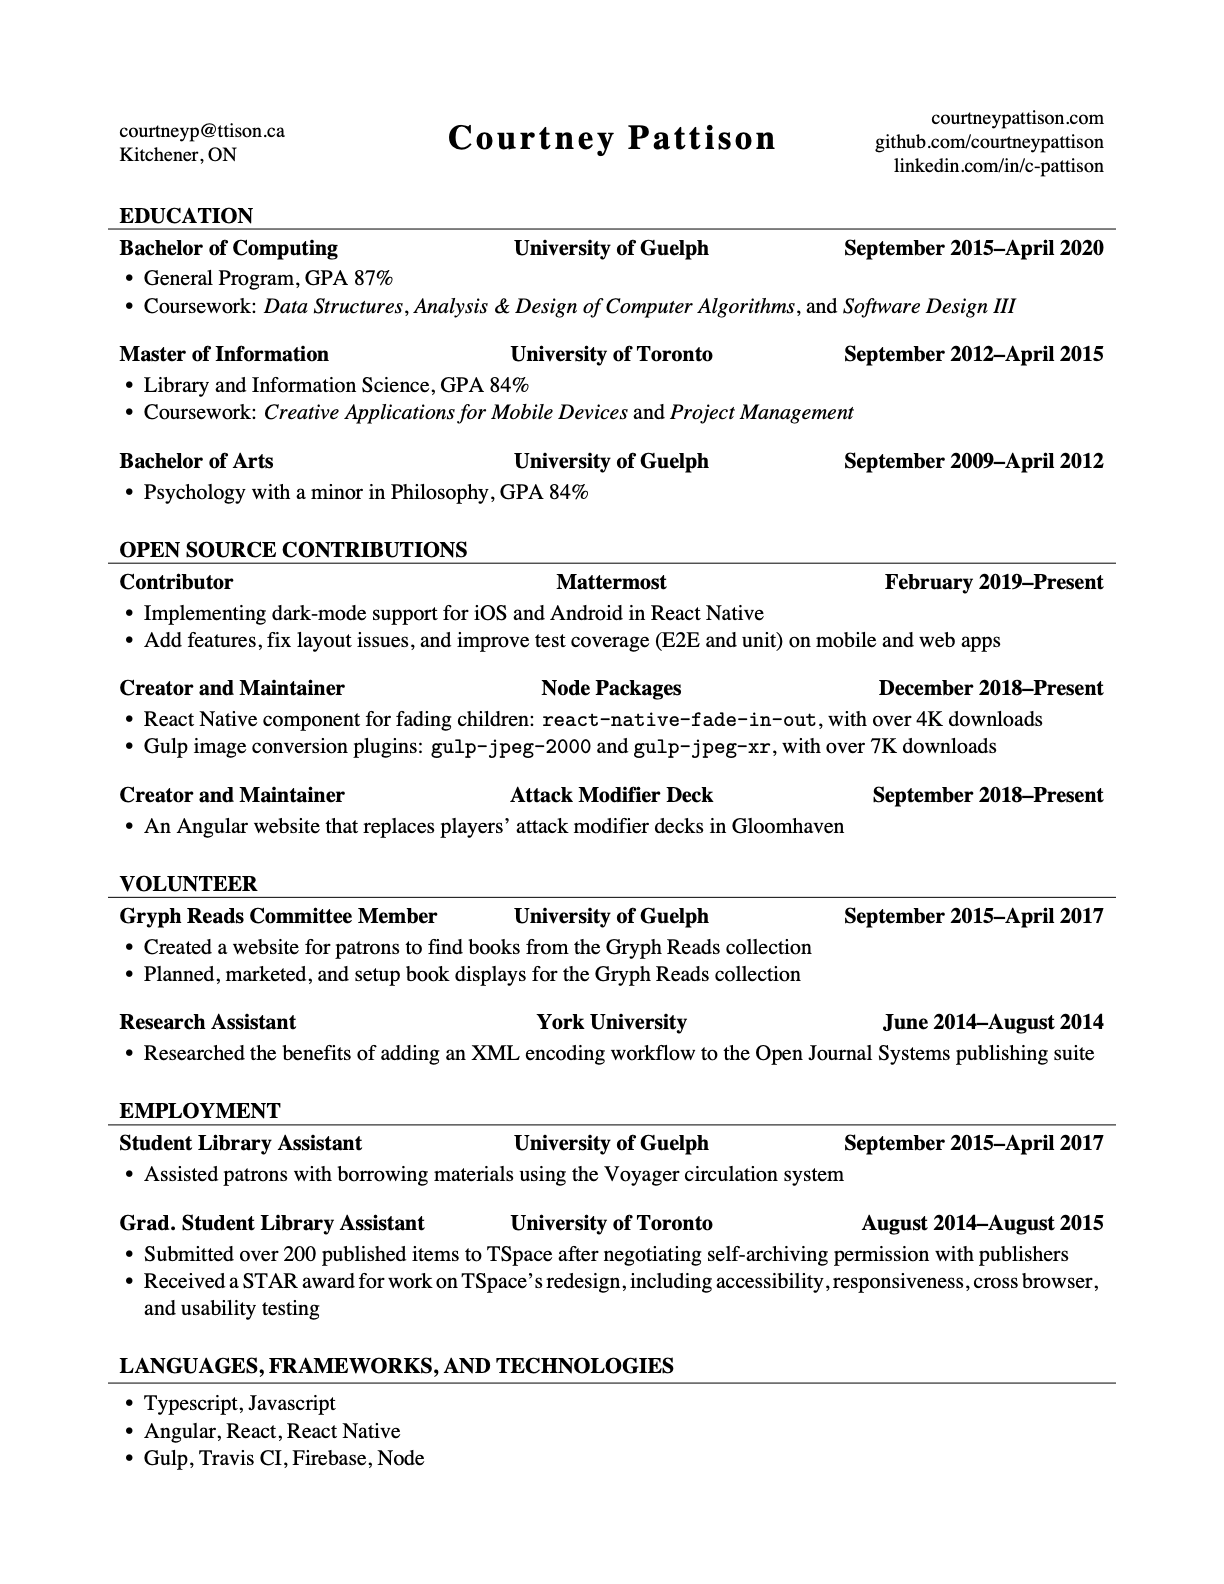 courtneyp@ttison.ca
Kitchener, ON
Courtney Pattison
courtneypattison.com
github.com/courtneypattison
linkedin.com/in/c-pattison
EDUCATION
Bachelor of Computing University of Guelph September 2015–April 2020
• General Program, GPA 87%
• Coursework: Data Structures, Analysis & Design of Computer Algorithms, and Software Design III
Master of Information University of Toronto September 2012–April 2015
• Library and Information Science, GPA 84%
• Coursework: Creative Applications for Mobile Devices and Project Management
Bachelor of Arts University of Guelph September 2009–April 2012
• Psychology with a minor in Philosophy, GPA 84%
OPEN SOURCE CONTRIBUTIONS
Contributor Mattermost February 2019–Present
• Implementing dark-mode support for iOS and Android in React Native
• Add features, fix layout issues, and improve test coverage (E2E and unit) on mobile and web apps
Creator and Maintainer Node Packages December 2018–Present
• React Native component for fading children: react-native-fade-in-out, with over 4K downloads
• Gulp image conversion plugins: gulp-jpeg-2000 and gulp-jpeg-xr, with over 7K downloads
Creator and Maintainer Attack Modifier Deck September 2018–Present
• An Angular website that replaces players’ attack modifier decks in Gloomhaven
VOLUNTEER
Gryph Reads Committee Member University of Guelph September 2015–April 2017
• Created a website for patrons to find books from the Gryph Reads collection
• Planned, marketed, and setup book displays for the Gryph Reads collection
Research Assistant York University June 2014–August 2014
• Researched the benefits of adding an XML encoding workflow to the Open Journal Systems publishing suite
EMPLOYMENT
Student Library Assistant University of Guelph September 2015–April 2017
• Assisted patrons with borrowing materials using the Voyager circulation system
Grad. Student Library Assistant University of Toronto August 2014–August 2015
• Submitted over 200 published items to TSpace after negotiating self-archiving permission with publishers
• Received a STAR award for work on TSpace’s redesign, including accessibility, responsiveness, cross browser,
and usability testing
LANGUAGES, FRAMEWORKS, AND TECHNOLOGIES
• Typescript, Javascript
• Angular, React, React Native
• Gulp, Travis CI, Firebase, Node